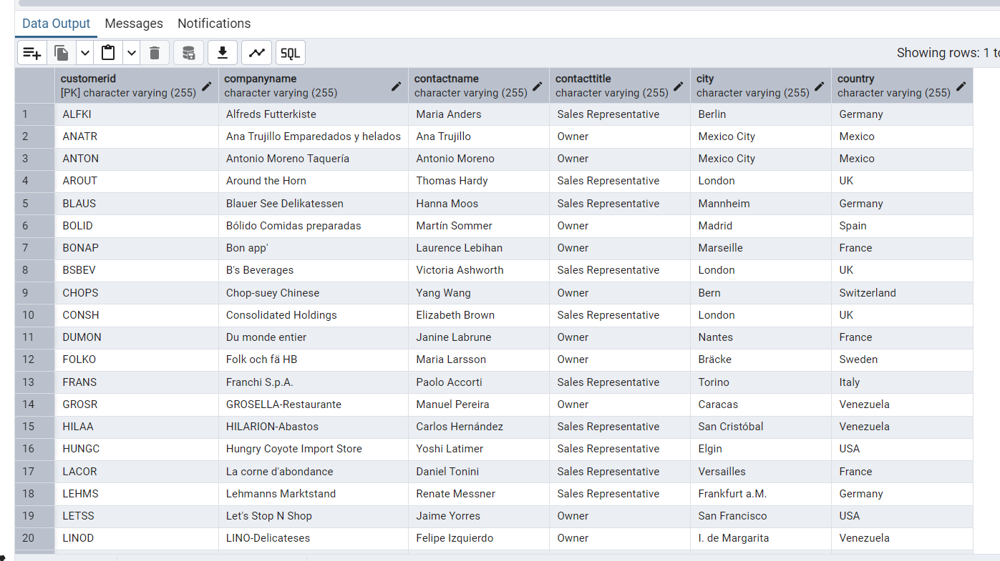 Data Output Messages Notifications
SQL Showing rows: 1 to
customerid companyname contactname contacttitle city country
[PK] character varying (255) character varying (255) character varying (255) character varying (255) character varying (255) character varying (255)
1 ALFKI Alfreds Futterkiste Maria Anders Sales Representative Berlin Germany
2 ANATR Ana Trujillo Emparedados y helados Ana Trujillo Owner Mexico City Mexico
3 ANTON Antonio Moreno Taquería Antonio Moreno Owner Mexico City Mexico
4 AROUT Around the Horn Thomas Hardy Sales Representative London UK
5 BLAUS Blauer See Delikatessen Hanna Moos Sales Representative Mannheim Germany
6 BOLID Bólido Comidas preparadas Martín Sommer Owner Madrid Spain
7 BONAP Bon app' Laurence Lebihan Owner Marseille France
8 BSBEV B's Beverages Victoria Ashworth Sales Representative London UK
9 CHOPS Chop-suey Chinese Yang Wang Owner Bern Switzerland
10 CONSH Consolidated Holdings Elizabeth Brown Sales Representative London UK
11 DUMON Du monde entier Janine Labrune Owner Nantes France
12 FOLKO Folk och fä HB Maria Larsson Owner Bräcke Sweden
13 FRANS Franchi S.p.A. Paolo Accorti Sales Representative Torino Italy
14 GROSR GROSELLA-Restaurante Manuel Pereira Owner Caracas Venezuela
15 HILAA HILARION-Abastos Carlos Hernández Sales Representative San Cristóbal Venezuela
16 HUNGC Hungry Coyote Import Store Yoshi Latimer Sales Representative Elgin USA
17 LACOR La corne d'abondance Daniel Tonini Sales Representative Versailles France
18 LEHMS Lehmanns Marktstand Renate Messner Sales Representative Frankfurt a.M. Germany
19 LETSS Let's Stop N Shop Jaime Yorres Owner San Francisco USA
20 LINOD LINO-Delicateses Felipe Izquierdo Owner I. de Margarita Venezuela